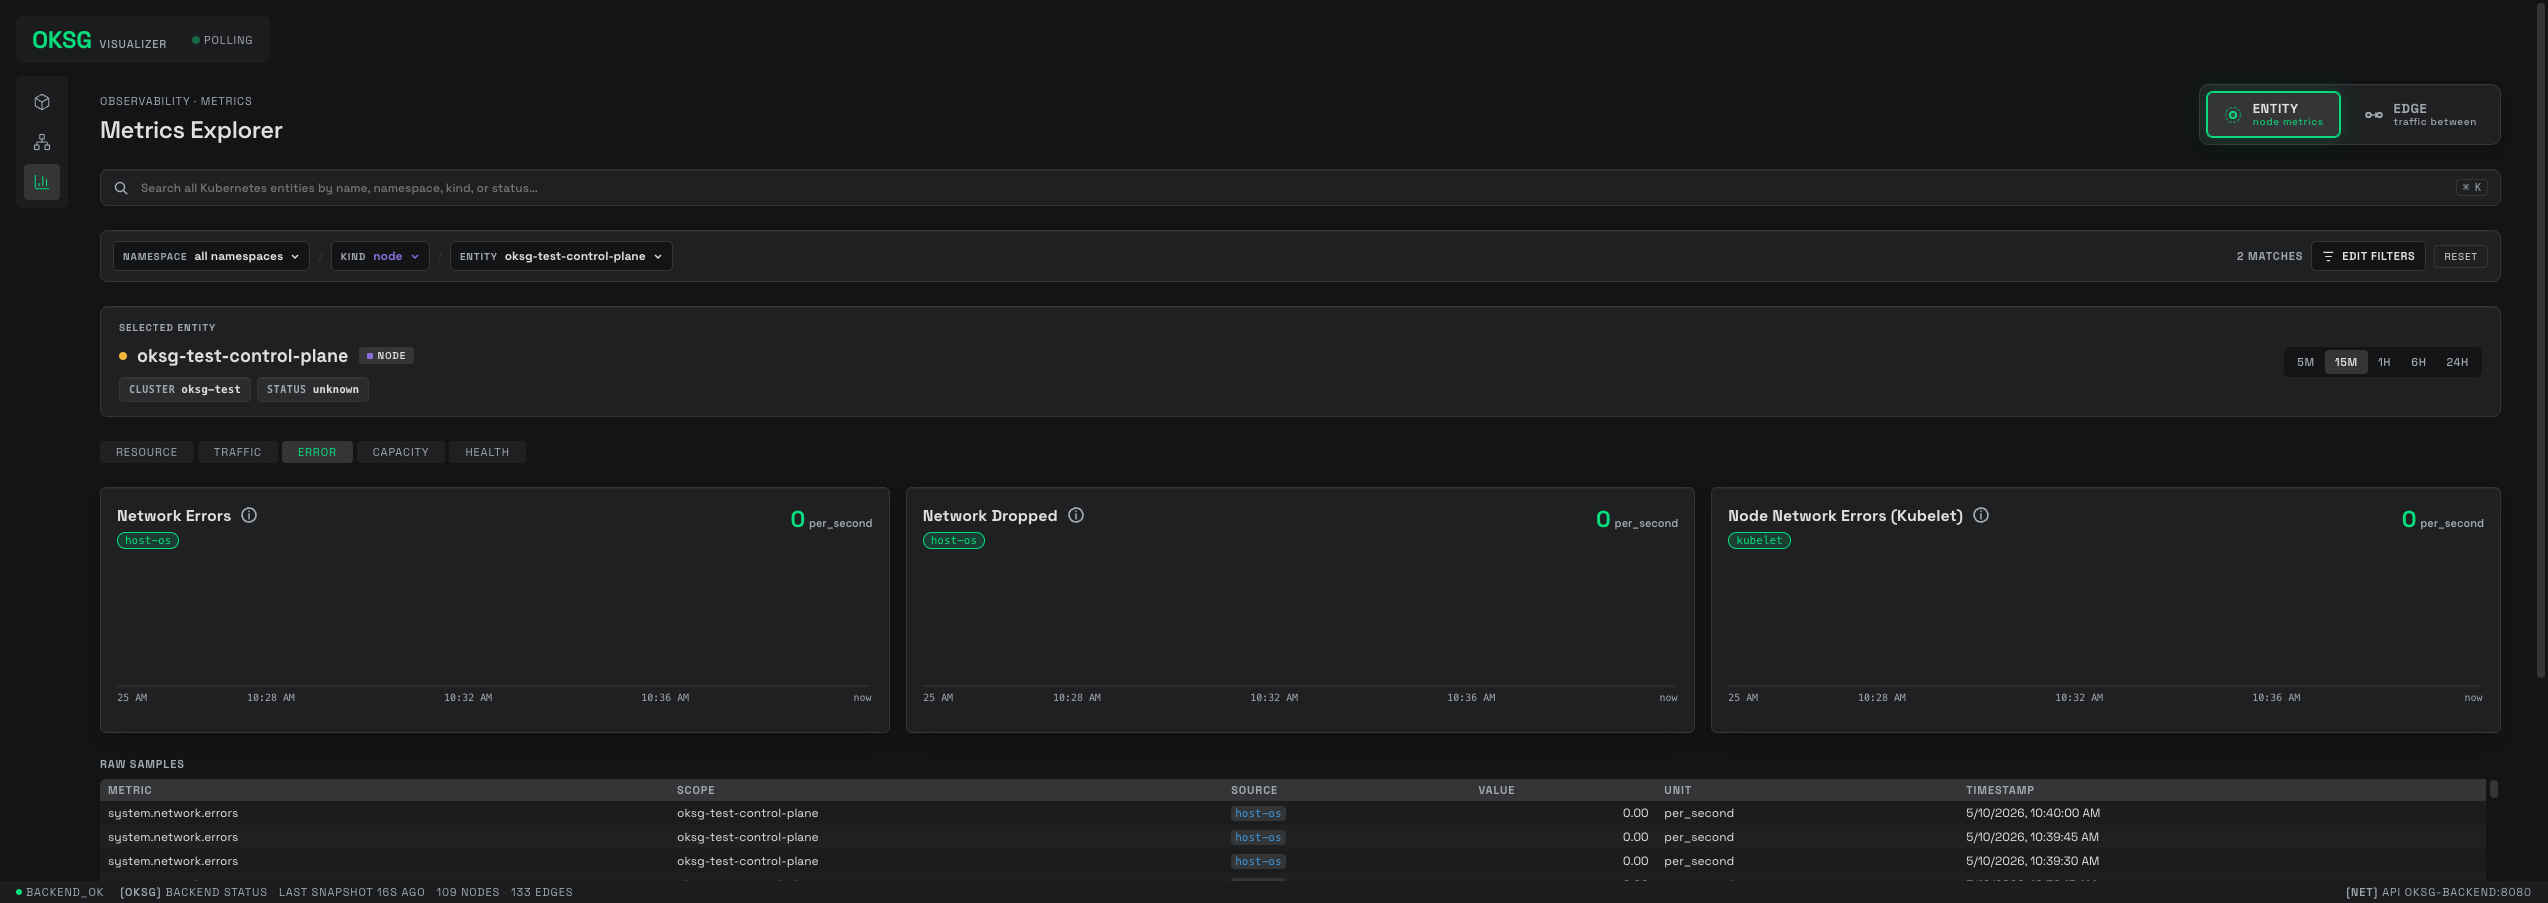 OKSG VISUALIZER POLLING
OBSERVABILITY · METRICS
Metrics Explorer
ENTITY
node metrics
EDGE
traffic between
Search all Kubernetes entities by name, namespace, kind, or status...
⌘ K
NAMESPACE all namespaces / KIND node / ENTITY oksg-test-control-plane
2 MATCHES EDIT FILTERS RESET
SELECTED ENTITY
oksg-test-control-plane NODE
CLUSTER oksg-test STATUS unknown
5M 15M 1H 6H 24H
RESOURCE TRAFFIC ERROR CAPACITY HEALTH
Network Errors 0 per_second
host-os
25 AM 10:28 AM 10:32 AM 10:36 AM now
Network Dropped 0 per_second
host-os
25 AM 10:28 AM 10:32 AM 10:36 AM now
Node Network Errors (Kubelet) 0 per_second
kubelet
25 AM 10:28 AM 10:32 AM 10:36 AM now
RAW SAMPLES
METRIC SCOPE SOURCE VALUE UNIT TIMESTAMP
system.network.errors oksg-test-control-plane host-os 0.00 per_second 5/10/2026, 10:40:00 AM
system.network.errors oksg-test-control-plane host-os 0.00 per_second 5/10/2026, 10:39:45 AM
system.network.errors oksg-test-control-plane host-os 0.00 per_second 5/10/2026, 10:39:30 AM
BACKEND_OK [OKSG] BACKEND STATUS · LAST SNAPSHOT 16S AGO · 109 NODES · 133 EDGES
[NET] API OKSG-BACKEND:8080